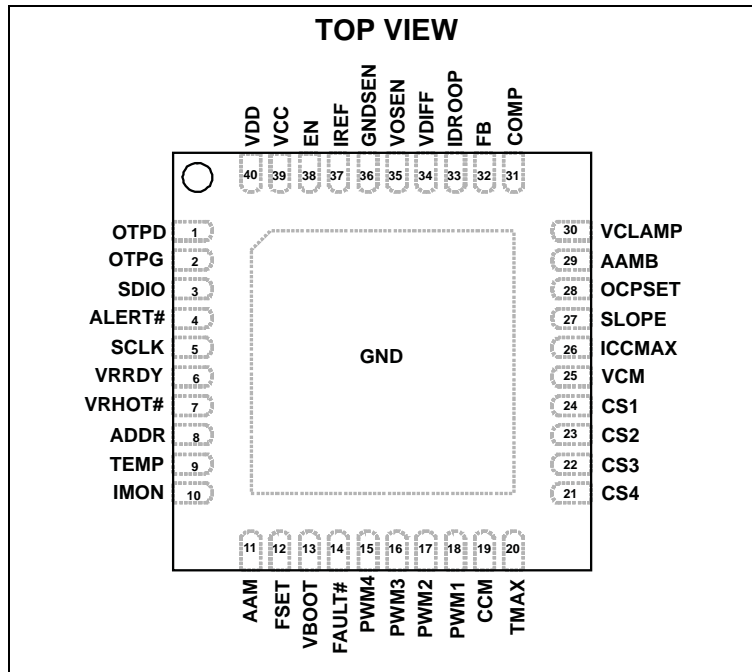 TOP VIEW
VDD
VCC
EN
IREF
GNDSEN
VOSEN
VDIFF
IDROOP
FB
COMP
40 39 38 37 36 35 34 33 32 31
OTPD 1
OTPG 2
SDIO 3
ALERT# 4
SCLK 5
VRRDY 6
VRHOT# 7
ADDR 8
TEMP 9
IMON 10
GND
30 VCLAMP
29 AAMB
28 OCPSET
27 SLOPE
26 ICCMAX
25 VCM
24 CS1
23 CS2
22 CS3
21 CS4
11 12 13 14 15 16 17 18 19 20
AAM
FSET
VBOOT
FAULT#
PWM4
PWM3
PWM2
PWM1
CCM
TMAX